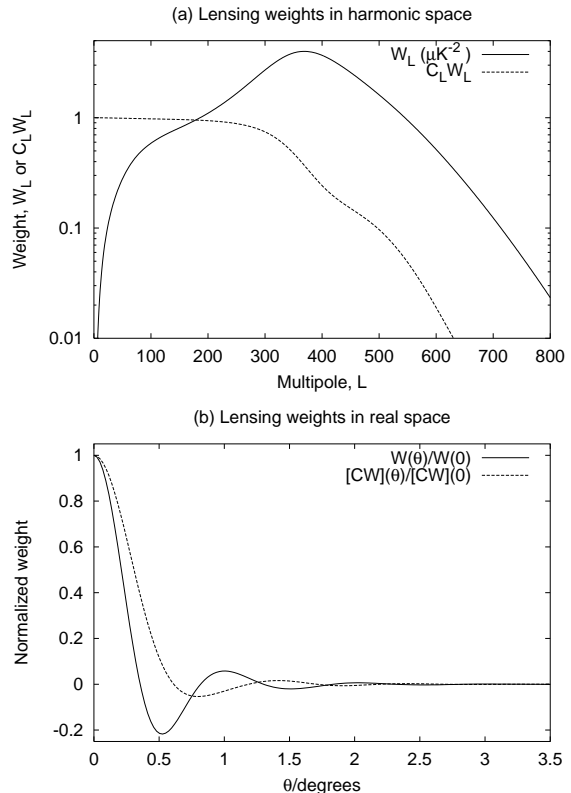 (a) Lensing weights in harmonic space
W_L (μK^-2)
C_L W_L
Weight, W_L or C_L W_L
1
0.1
0.01
0 100 200 300 400 500 600 700 800
Multipole, L
(b) Lensing weights in real space
W(θ)/W(0)
[CW](θ)/[CW](0)
Normalized weight
1
0.8
0.6
0.4
0.2
0
-0.2
0 0.5 1 1.5 2 2.5 3 3.5
θ/degrees